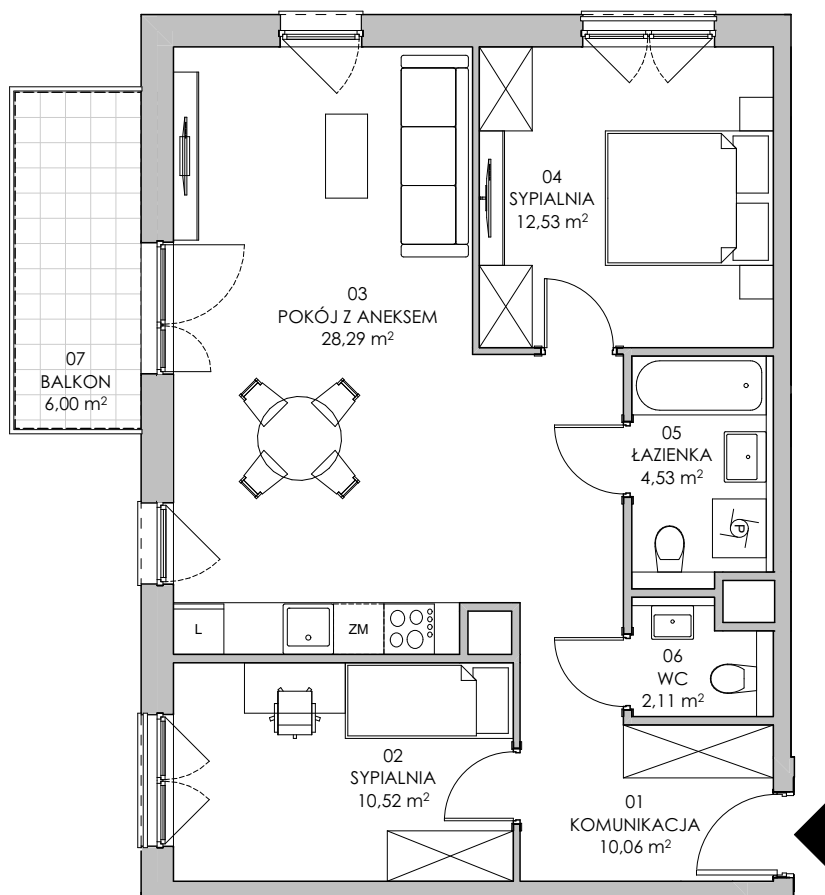 04
SYPIALNIA
12,53 m²
03
POKÓJ Z ANEKSEM
28,29 m²
07
BALKON
6,00 m²
05
ŁAZIENKA
4,53 m²
P
L
ZM
06
WC
2,11 m²
02
SYPIALNIA
10,52 m²
01
KOMUNIKACJA
10,06 m²